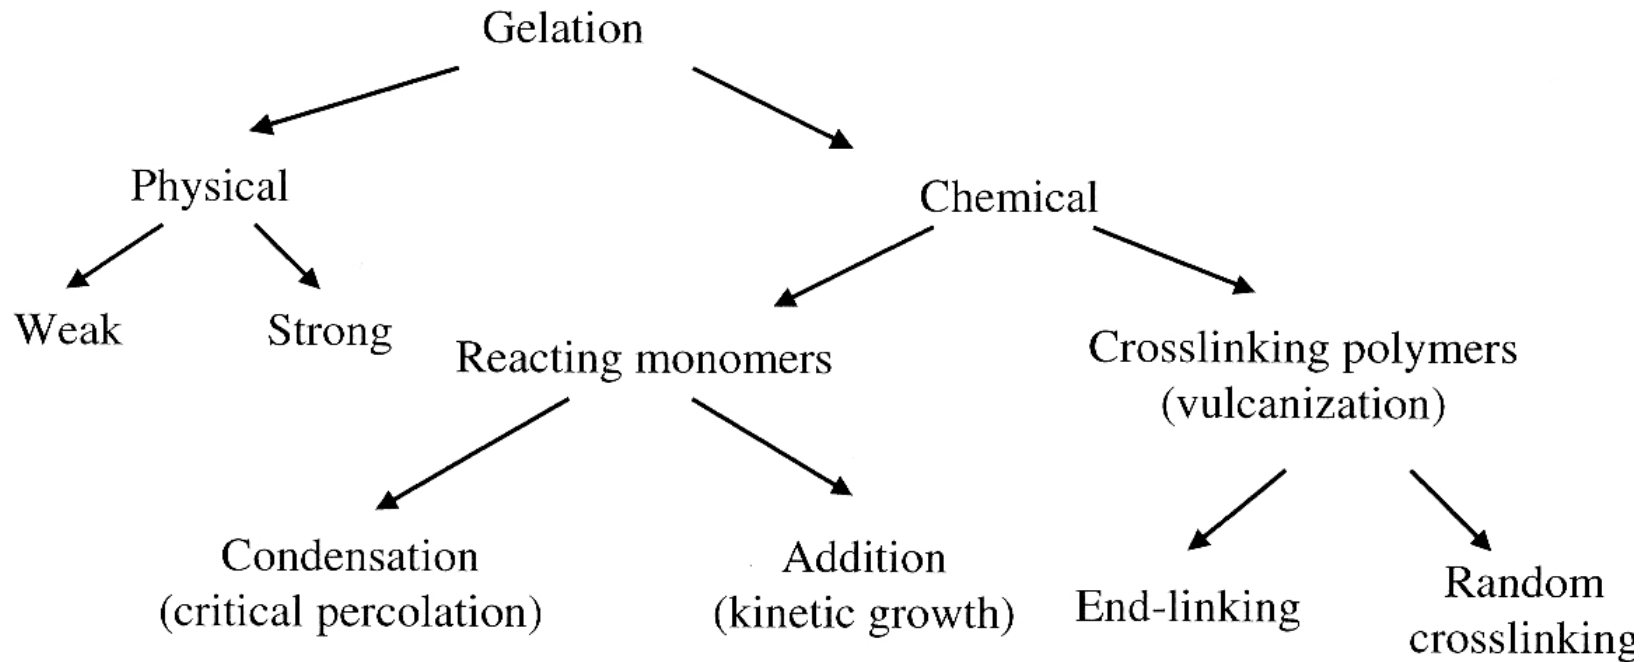 Gelation
Physical
Chemical
Weak
Strong
Reacting monomers
Crosslinking polymers
(vulcanization)
Condensation
(critical percolation)
Addition
(kinetic growth)
End-linking
Random
crosslinking